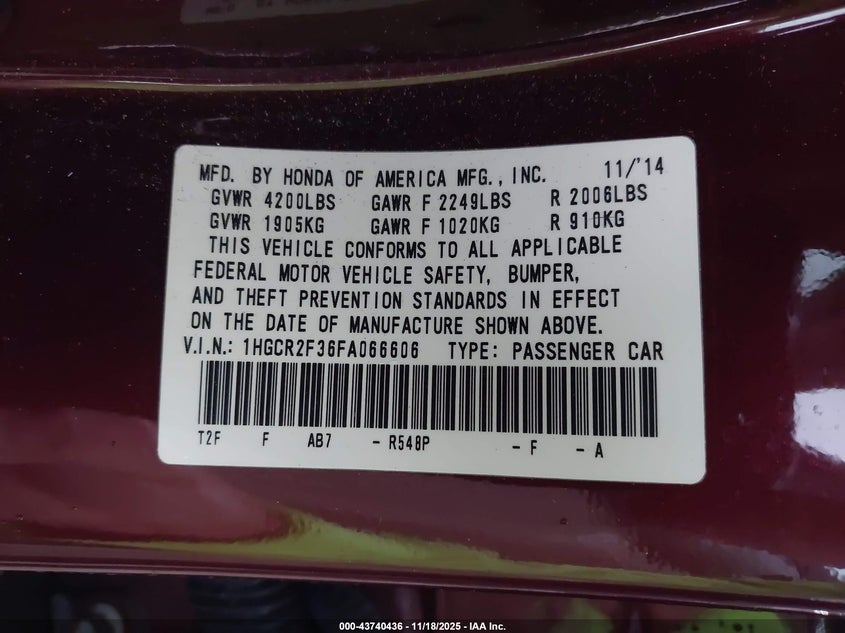 MFD. BY HONDA OF AMERICA MFG., INC. 11/'14
GVWR 4200LBS GAWR F 2249LBS R 2006LBS
GVWR 1905KG GAWR F 1020KG R 910KG
THIS VEHICLE CONFORMS TO ALL APPLICABLE
FEDERAL MOTOR VEHICLE SAFETY, BUMPER,
AND THEFT PREVENTION STANDARDS IN EFFECT
ON THE DATE OF MANUFACTURE SHOWN ABOVE.
V.I.N.: 1HGCR2F36FA066606 TYPE: PASSENGER CAR
T2F F AB7 - R548P - F - A
000-43740436 - 11/18/2025 - IAA Inc.